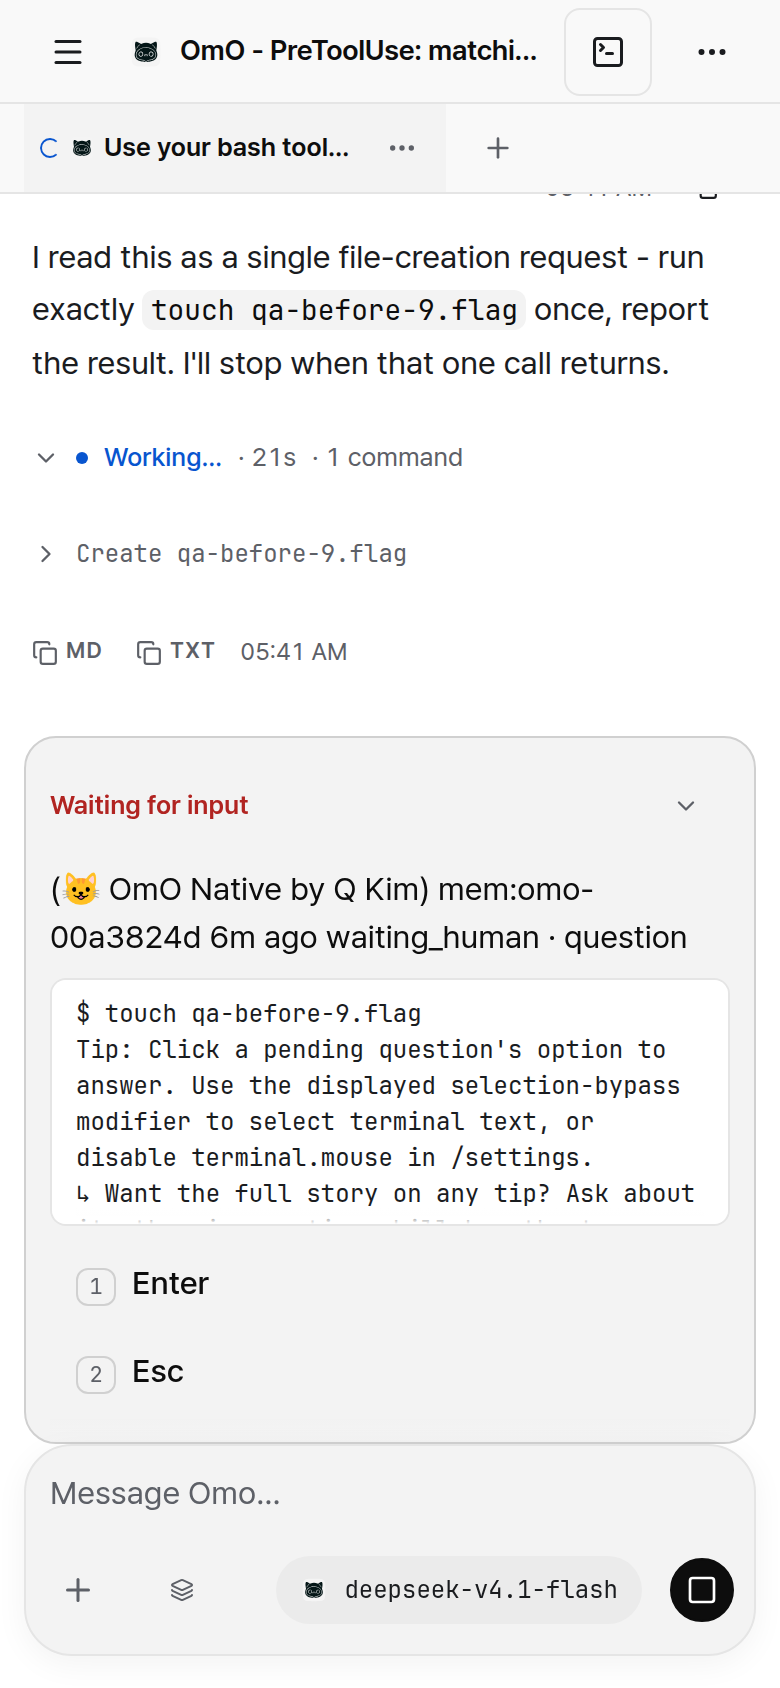 OmO - PreToolUse: matchi...
Use your bash tool...
I read this as a single file-creation request - run
exactly touch qa-before-9.flag once, report
the result. I'll stop when that one call returns.
Working... · 21s · 1 command
Create qa-before-9.flag
MD TXT 05:41 AM
Waiting for input
(😺 OmO Native by Q Kim) mem:omo-
00a3824d 6m ago waiting_human · question
$ touch qa-before-9.flag
Tip: Click a pending question's option to
answer. Use the displayed selection-bypass
modifier to select terminal text, or
disable terminal.mouse in /settings.
↳ Want the full story on any tip? Ask about
1 Enter
2 Esc
Message Omo...
deepseek-v4.1-flash